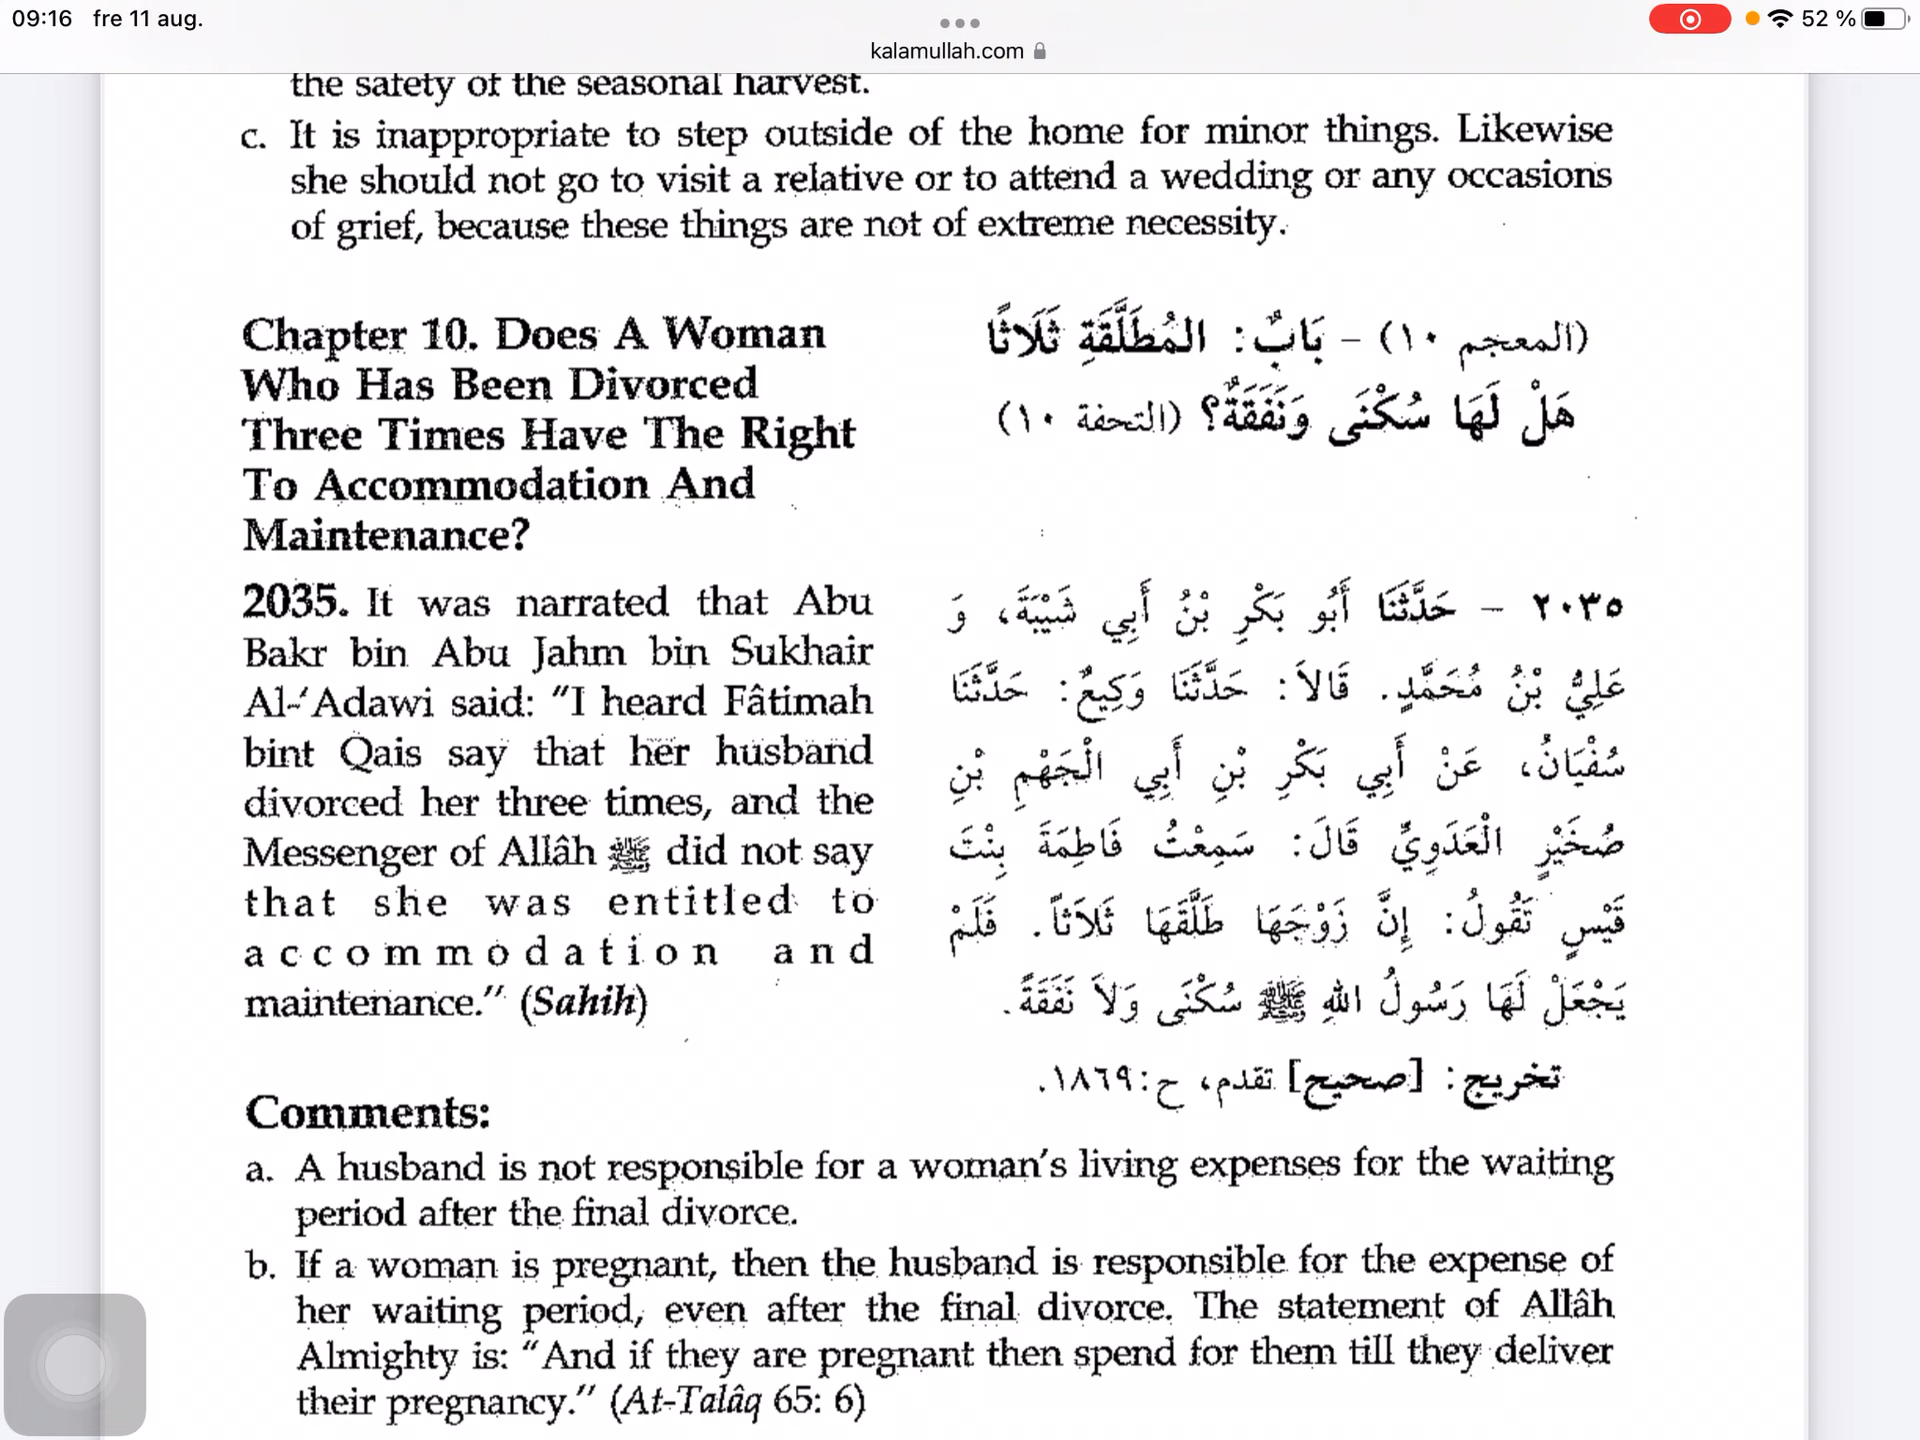 09:16 fre 11 aug.
52 %
kalamullah.com
the safety of the seasonal harvest.
c. It is inappropriate to step outside of the home for minor things. Likewise
she should not go to visit a relative or to attend a wedding or any occasions
of grief, because these things are not of extreme necessity.
Chapter 10. Does A Woman
Who Has Been Divorced
Three Times Have The Right
To Accommodation And
Maintenance?
(المعجم ١٠) - بَابٌ: المُطَلَّقَةِ ثَلَاثًا
هَلْ لَهَا سُكْنَى وَنَفَقَةٌ؟ (التحفة ١٠)
2035. It was narrated that Abu
Bakr bin Abu Jahm bin Sukhair
Al-‘Adawi said: “I heard Fâtimah
bint Qais say that her husband
divorced her three times, and the
Messenger of Allâh ﷺ did not say
that she was entitled to
accommodation and
maintenance.” (Sahih)
٢٠٣٥ - حَدَّثَنَا أَبُو بَكْرِ بْنُ أَبِي شَيْبَةَ، وَ
عَلِيُّ بْنُ مُحَمَّدٍ. قَالاَ: حَدَّثَنَا وَكِيعٌ: حَدَّثَنَا
سُفْيَانُ، عَنْ أَبِي بَكْرِ بْنِ أَبِي الْجَهْمِ بْنِ
صُخَيْرٍ الْعَدَوِيِّ قَالَ: سَمِعْتُ فَاطِمَةَ بِنْتَ
قَيْسٍ تَقُولُ: إِنَّ زَوْجَهَا طَلَّقَهَا ثَلاَثاً. فَلَمْ
يَجْعَلْ لَهَا رَسُولُ اللهِ ﷺ سُكْنَى وَلاَ نَفَقَةً.
تخريج: [صحيح] تقدم، ح:١٨٦٩.
Comments:
a. A husband is not responsible for a woman’s living expenses for the waiting
period after the final divorce.
b. If a woman is pregnant, then the husband is responsible for the expense of
her waiting period, even after the final divorce. The statement of Allâh
Almighty is: “And if they are pregnant then spend for them till they deliver
their pregnancy.” (At-Talâq 65: 6)